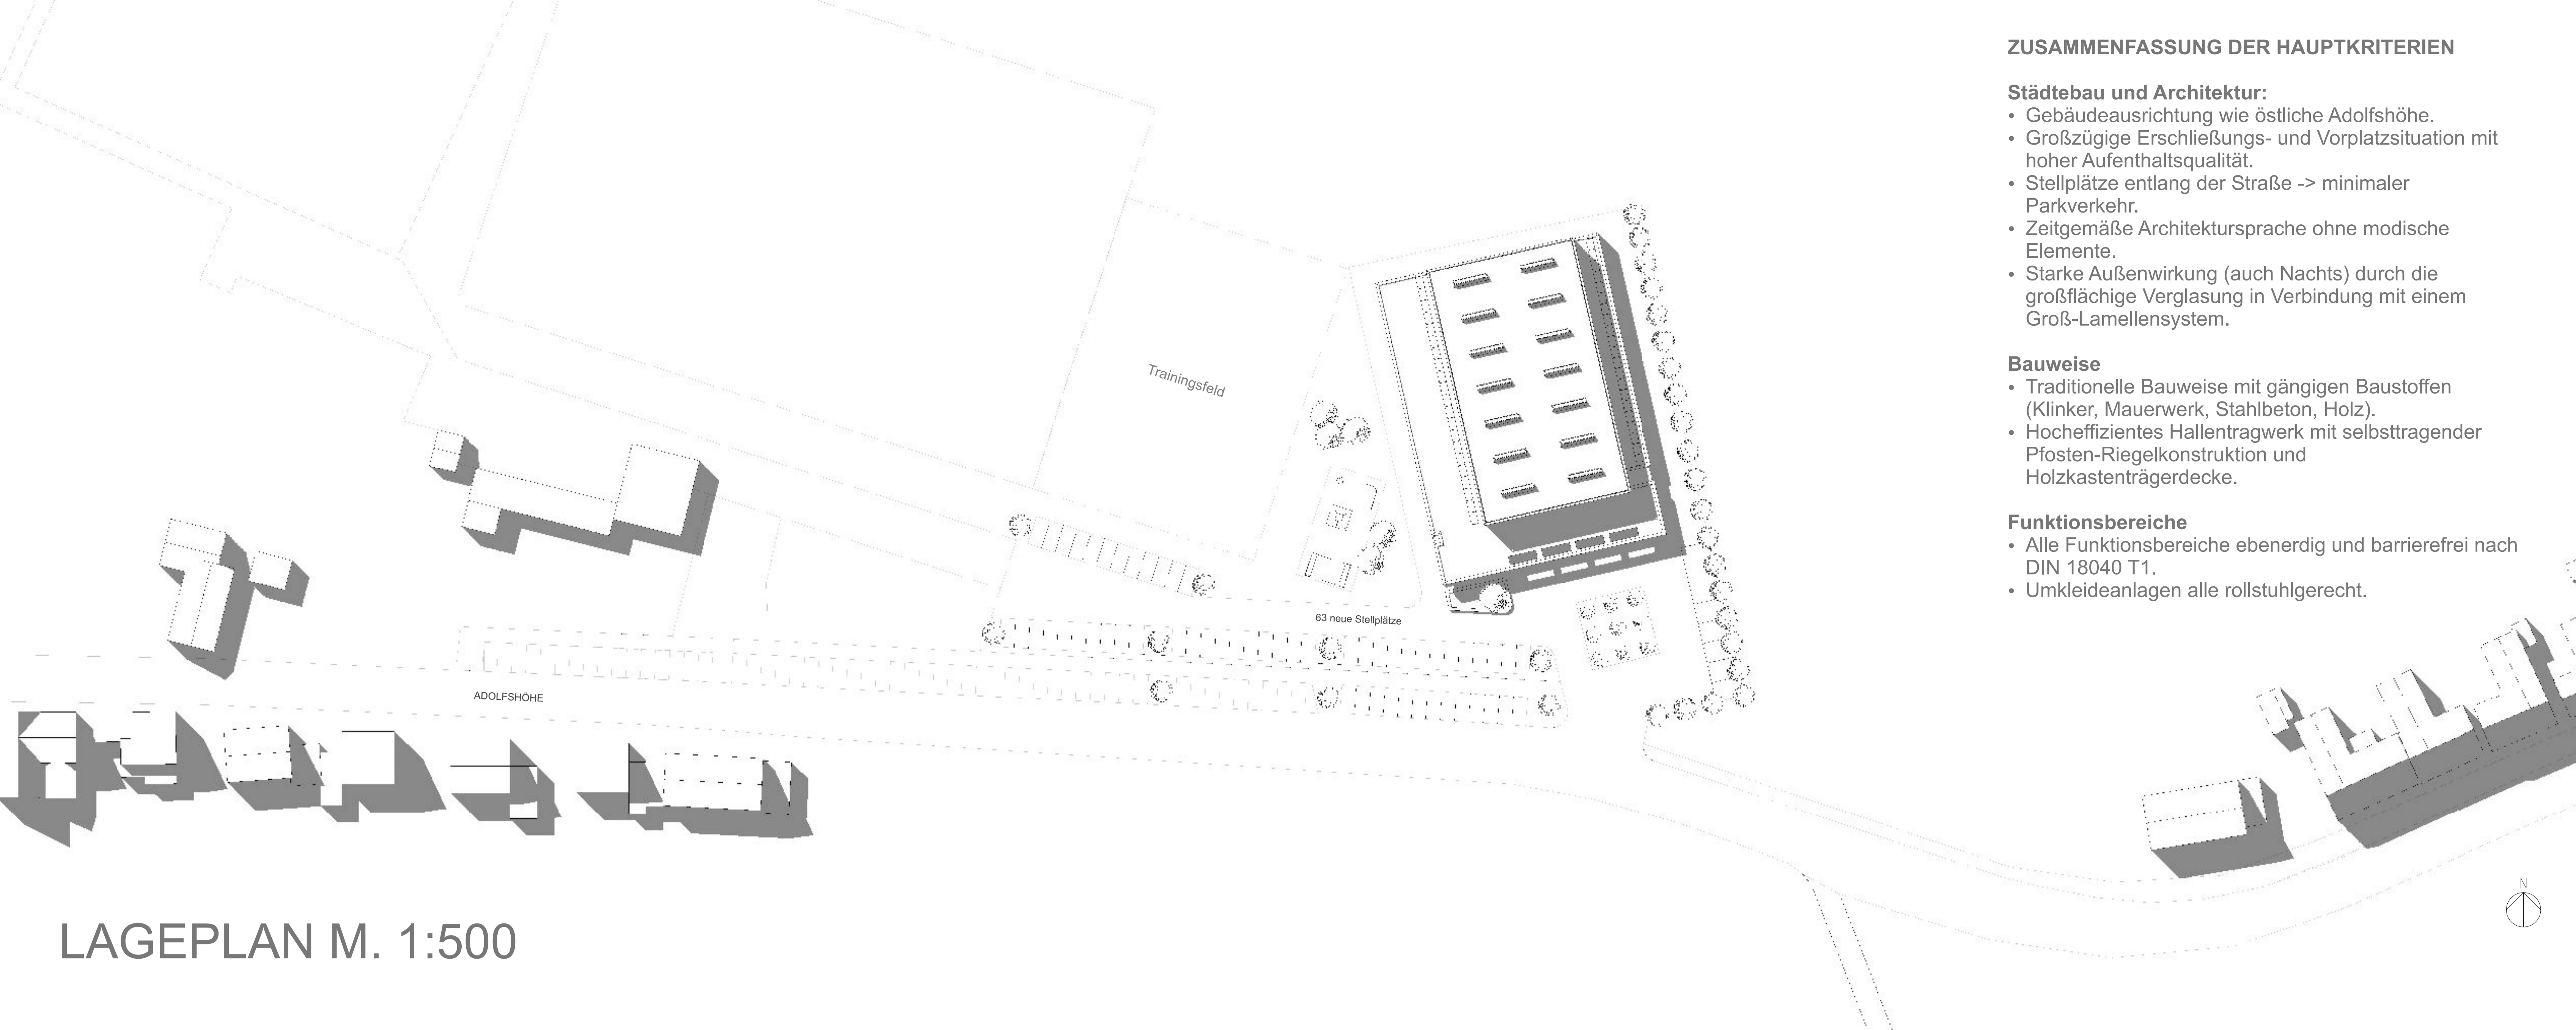 ZUSAMMENFASSUNG DER HAUPTKRITERIEN
Städtebau und Architektur:
• Gebäudeausrichtung wie östliche Adolfshöhe.
• Großzügige Erschließungs- und Vorplatzsituation mit
hoher Aufenthaltsqualität.
• Stellplätze entlang der Straße -> minimaler
Parkverkehr.
• Zeitgemäße Architektursprache ohne modische
Elemente.
• Starke Außenwirkung (auch Nachts) durch die
großflächige Verglasung in Verbindung mit einem
Groß-Lamellensystem.
Bauweise
• Traditionelle Bauweise mit gängigen Baustoffen
(Klinker, Mauerwerk, Stahlbeton, Holz).
• Hocheffizientes Hallentragwerk mit selbsttragender
Pfosten-Riegelkonstruktion und
Holzkastenträgerdecke.
Funktionsbereiche
• Alle Funktionsbereiche ebenerdig und barrierefrei nach
DIN 18040 T1.
• Umkleideanlagen alle rollstuhlgerecht.
Trainingsfeld
63 neue Stellplätze
ADOLFSHÖHE
N
LAGEPLAN M. 1:500